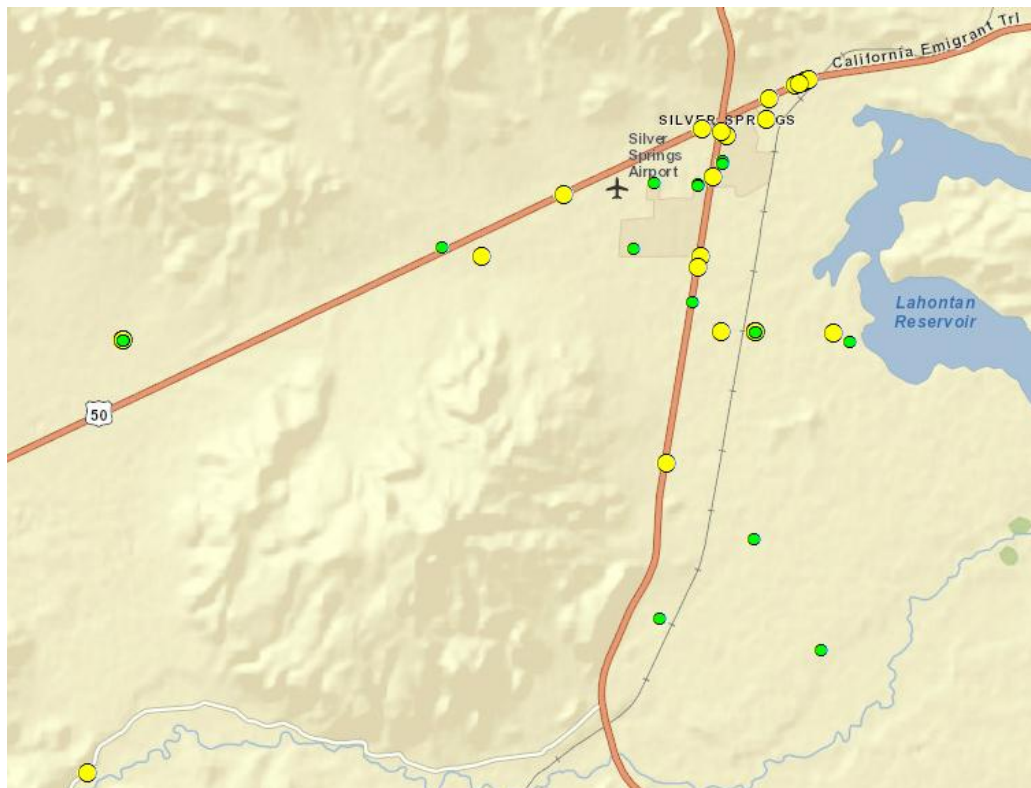 California Emigrant Trl
SILVER SPRINGS
Silver
Springs
Airport
Lahontan
Reservoir
50